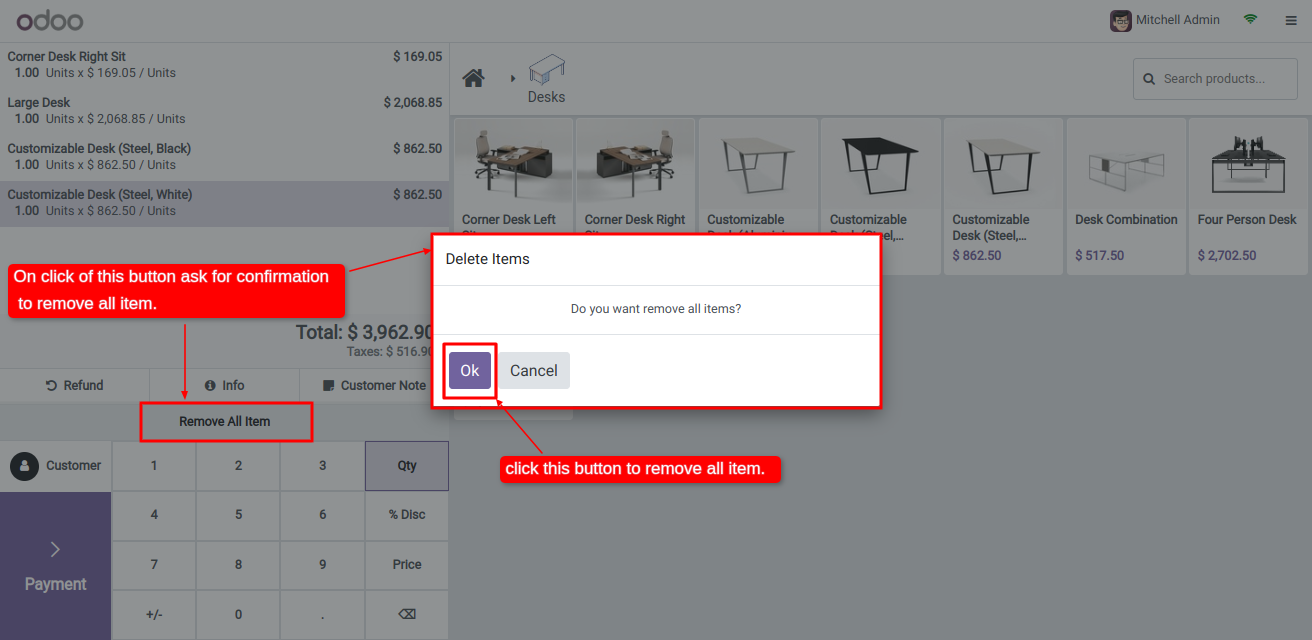 odoo
Mitchell Admin
Corner Desk Right Sit $ 169.05
1.00 Units x $ 169.05 / Units
Large Desk $ 2,068.85
1.00 Units x $ 2,068.85 / Units
Customizable Desk (Steel, Black) $ 862.50
1.00 Units x $ 862.50 / Units
Customizable Desk (Steel, White) $ 862.50
1.00 Units x $ 862.50 / Units
On click of this button ask for confirmation
to remove all item.
Total: $ 3,962.90
Taxes: $ 516.90
Refund
Info
Customer Note
Remove All Item
Customer
1 2 3 Qty
4 5 6 % Disc
7 8 9 Price
+/- 0 .
Payment
Desks
Search products...
Corner Desk Left
Corner Desk Right
Customizable
Customizable
Desk (Steel,...
Customizable
Desk (Steel,...
$ 862.50
Desk Combination
$ 517.50
Four Person Desk
$ 2,702.50
Delete Items
Do you want remove all items?
Ok
Cancel
click this button to remove all item.